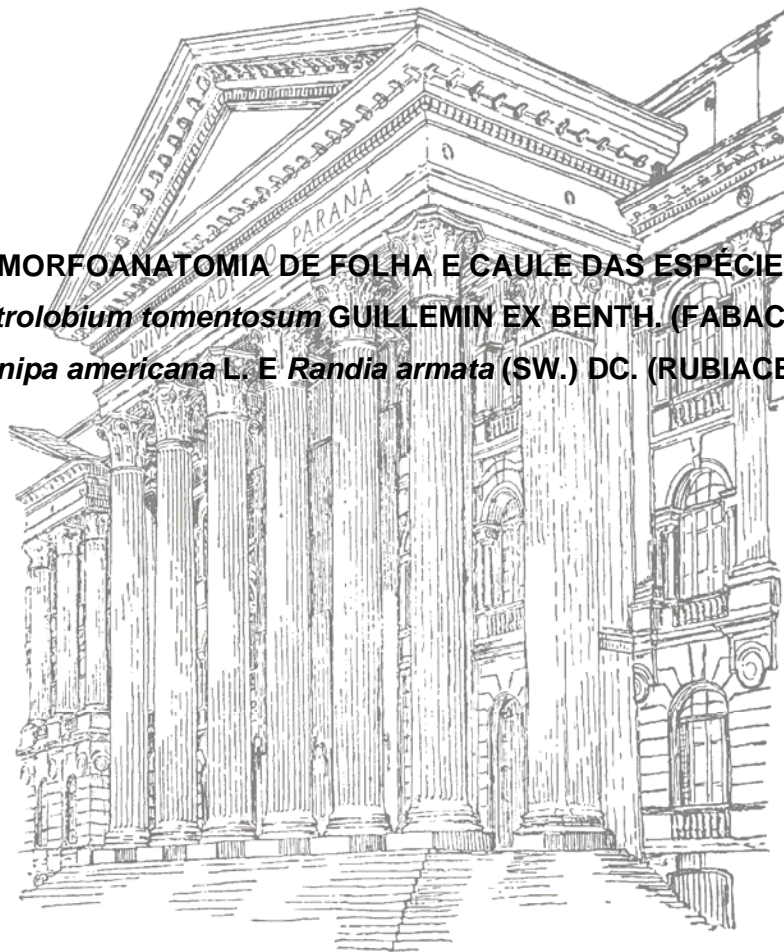 PARANÁ
MORFOANATOMIA DE FOLHA E CAULE DAS ESPÉCIE
trolobium tomentosum GUILLEMIN EX BENTH. (FABAC
nipa americana L. E Randia armata (SW.) DC. (RUBIACE